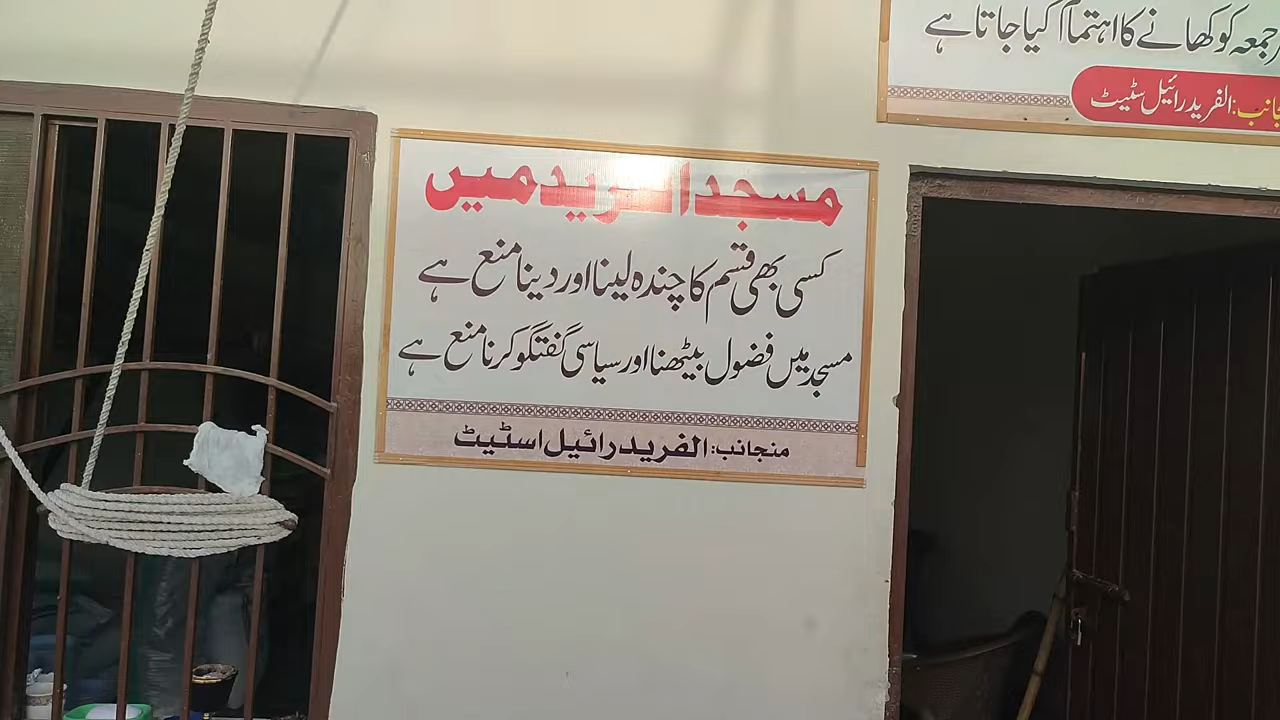 جمعہ کو کھانے کا اہتمام کیا جاتا ہے
الفرید رائیل سٹیٹ
مسجد الفرید میں
کسی بھی قسم کا چندہ لینا اور دینا منع ہے
مسجد میں فضول بیٹھنا اور سیاسی گفتگو کرنا منع ہے
منجانب: الفرید رائیل اسٹیٹ